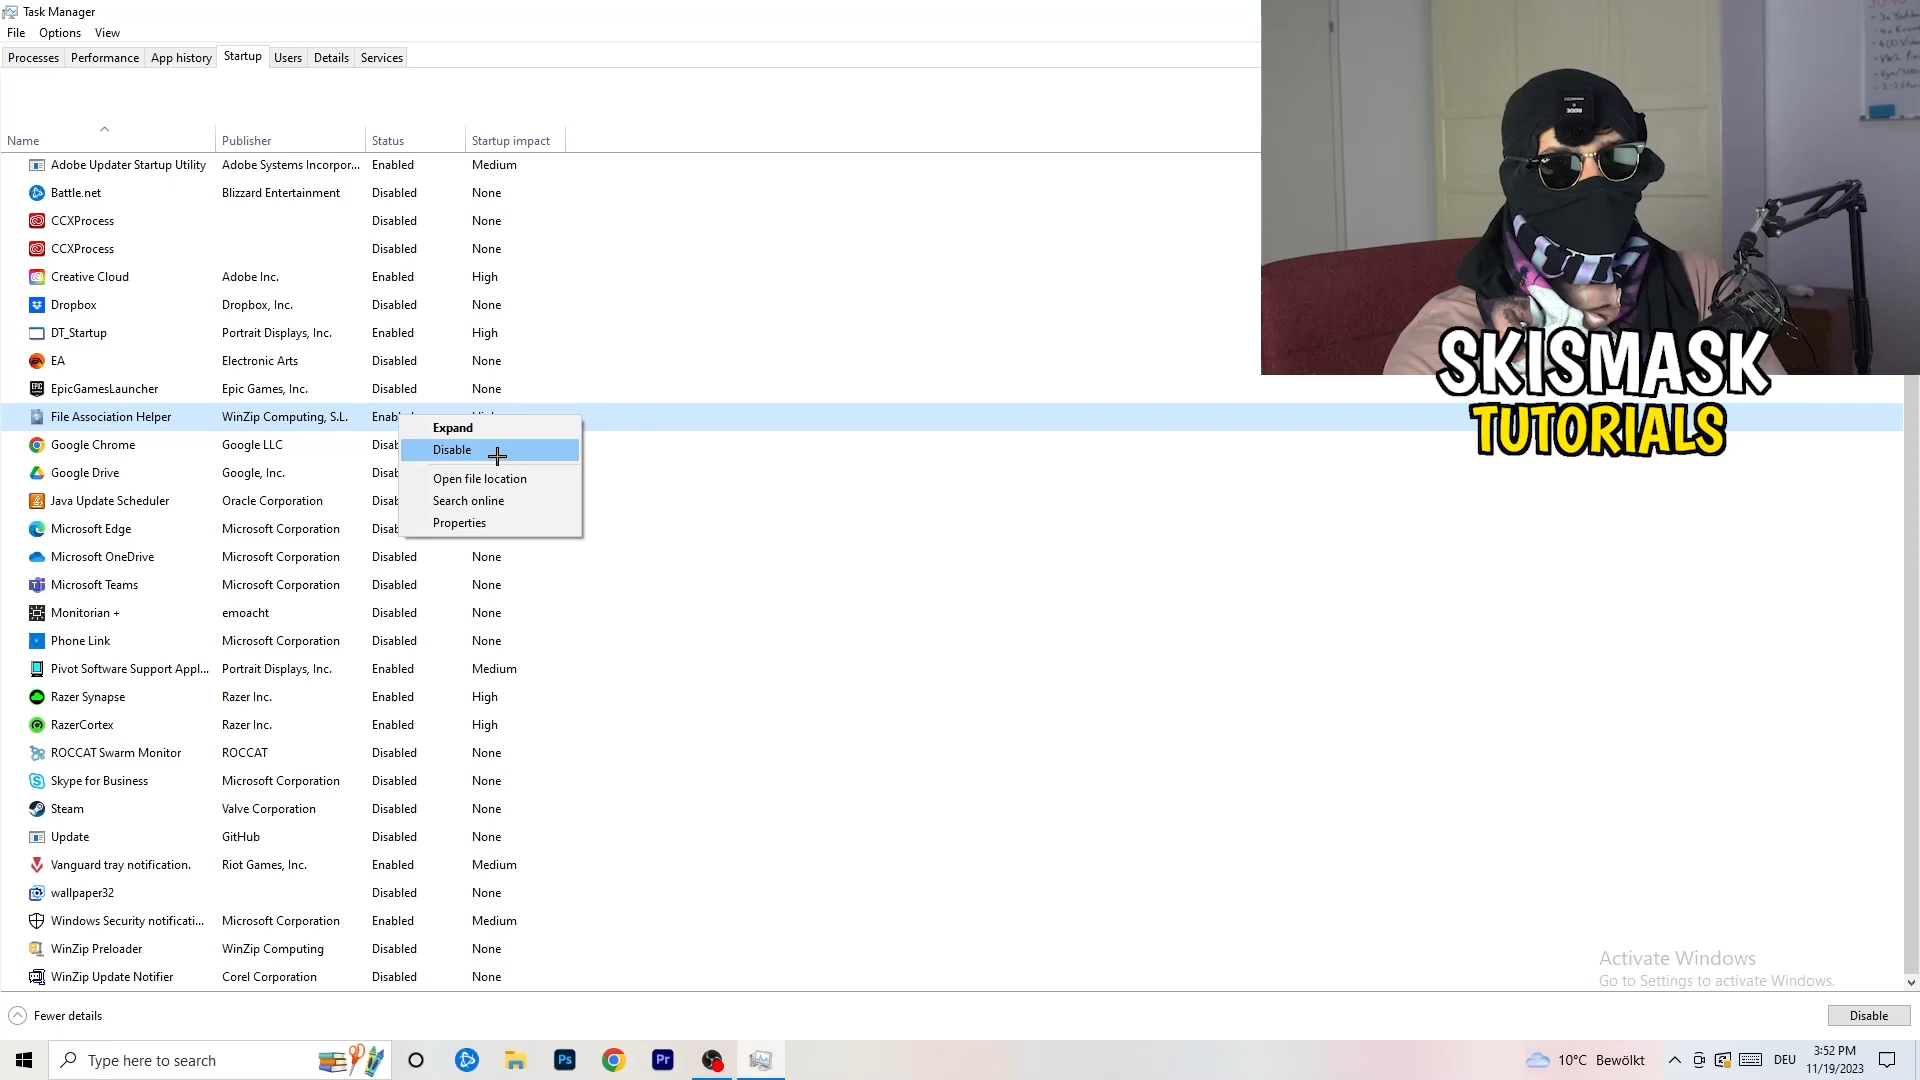 Task Manager
File Options View
Processes Performance App history Startup Users Details Services
Name Publisher Status Startup impact
Adobe Updater Startup Utility Adobe Systems Incorpor... Enabled Medium
Battle.net Blizzard Entertainment Disabled None
CCXProcess Disabled None
CCXProcess Disabled None
Creative Cloud Adobe Inc. Enabled High
Dropbox Dropbox, Inc. Disabled None
DT_Startup Portrait Displays, Inc. Enabled High
EA Electronic Arts Disabled None
EpicGamesLauncher Epic Games, Inc. Disabled None
File Association Helper WinZip Computing, S.L.
Google Chrome Google LLC
Google Drive Google, Inc.
Java Update Scheduler Oracle Corporation
Microsoft Edge Microsoft Corporation
Expand
Disable
Open file location
Search online
Properties
Microsoft OneDrive Microsoft Corporation Disabled None
Microsoft Teams Microsoft Corporation Disabled None
Monitorian + emoacht Disabled None
Phone Link Microsoft Corporation Disabled None
Pivot Software Support Appl... Portrait Displays, Inc. Enabled Medium
Razer Synapse Razer Inc. Enabled High
RazerCortex Razer Inc. Enabled High
ROCCAT Swarm Monitor ROCCAT Disabled None
Skype for Business Microsoft Corporation Disabled None
Steam Valve Corporation Disabled None
Update GitHub Disabled None
Vanguard tray notification. Riot Games, Inc. Enabled Medium
wallpaper32 Disabled None
Windows Security notificati... Microsoft Corporation Enabled Medium
WinZip Preloader WinZip Computing Disabled None
WinZip Update Notifier Corel Corporation Disabled None
SKISMASK
TUTORIALS
Activate Windows
Go to Settings to activate Windows.
Fewer details
Disable
Type here to search
Ps
Pr
10°C Bewölkt
DEU
3:52 PM
11/19/2023